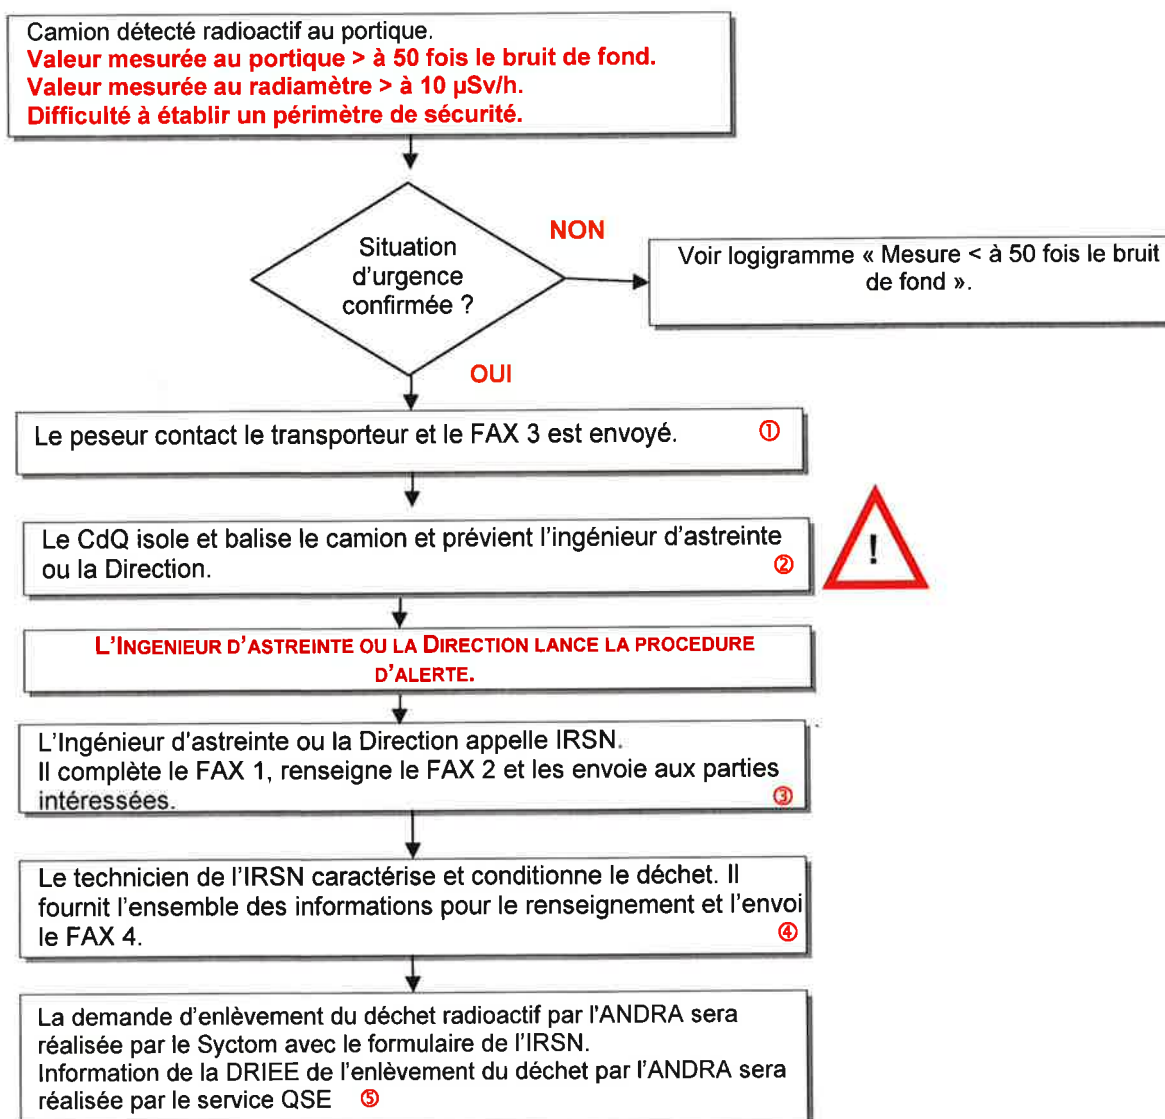 Camion détecté radioactif au portique.
Valeur mesurée au portique > à 50 fois le bruit de fond.
Valeur mesurée au radiamètre > à 10 µSv/h.
Difficulté à établir un périmètre de sécurité.
Situation
d'urgence
confirmée ?
NON
Voir logigramme « Mesure < à 50 fois le bruit
de fond ».
OUI
Le peseur contact le transporteur et le FAX 3 est envoyé. ①
Le CdQ isole et balise le camion et prévient l'ingénieur d'astreinte
ou la Direction. ②
!
L'INGENIEUR D'ASTREINTE OU LA DIRECTION LANCE LA PROCEDURE
D'ALERTE.
L'Ingénieur d'astreinte ou la Direction appelle IRSN.
Il complète le FAX 1, renseigne le FAX 2 et les envoie aux parties
intéressées. ③
Le technicien de l'IRSN caractérise et conditionne le déchet. Il
fournit l'ensemble des informations pour le renseignement et l'envoi
le FAX 4. ④
La demande d'enlèvement du déchet radioactif par l'ANDRA sera
réalisée par le Syctom avec le formulaire de l'IRSN.
Information de la DRIEE de l'enlèvement du déchet par l'ANDRA sera
réalisée par le service QSE ⑤